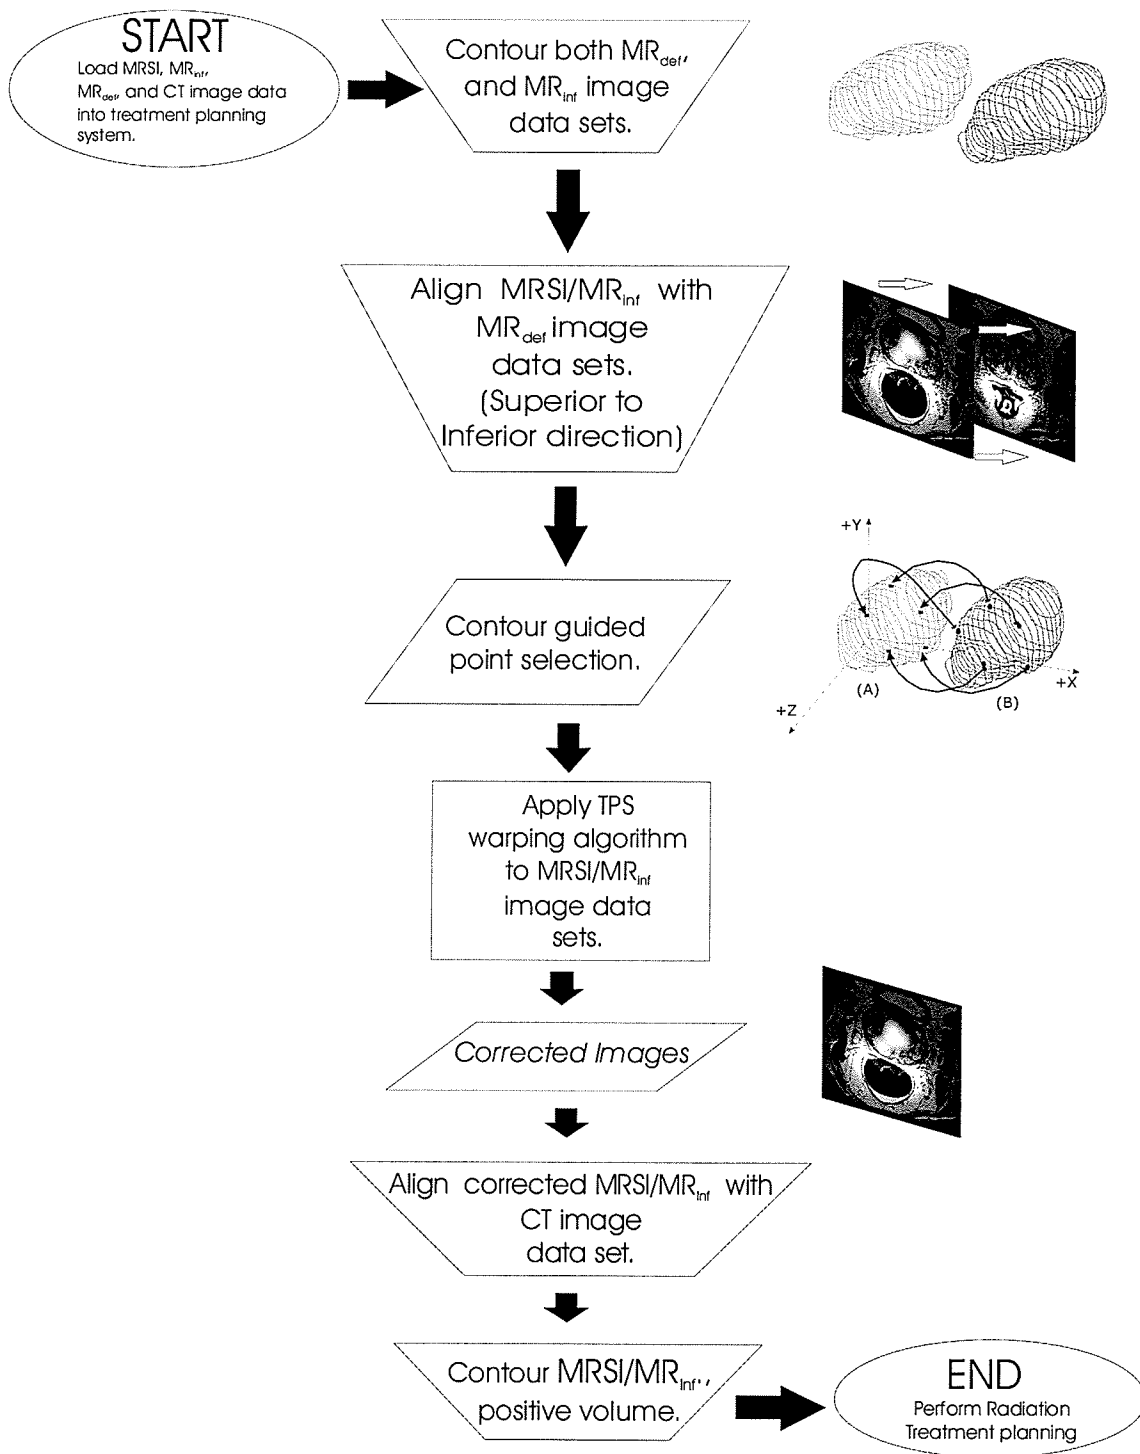 START
Load MRSI, MRinf,
MRdef, and CT image data
into treatment planning
system.
Contour both MRdef,
and MRinf image
data sets.
Align MRSI/MRinf with
MRdef image
data sets.
(Superior to
Inferior direction)
+Y
Contour guided
point selection.
(A)
(B)
+X
+Z
Apply TPS
warping algorithm
to MRSI/MRinf
image data
sets.
Corrected Images
Align corrected MRSI/MRinf with
CT image
data set.
Contour MRSI/MRinf,,
positive volume.
END
Perform Radiation
Treatment planning